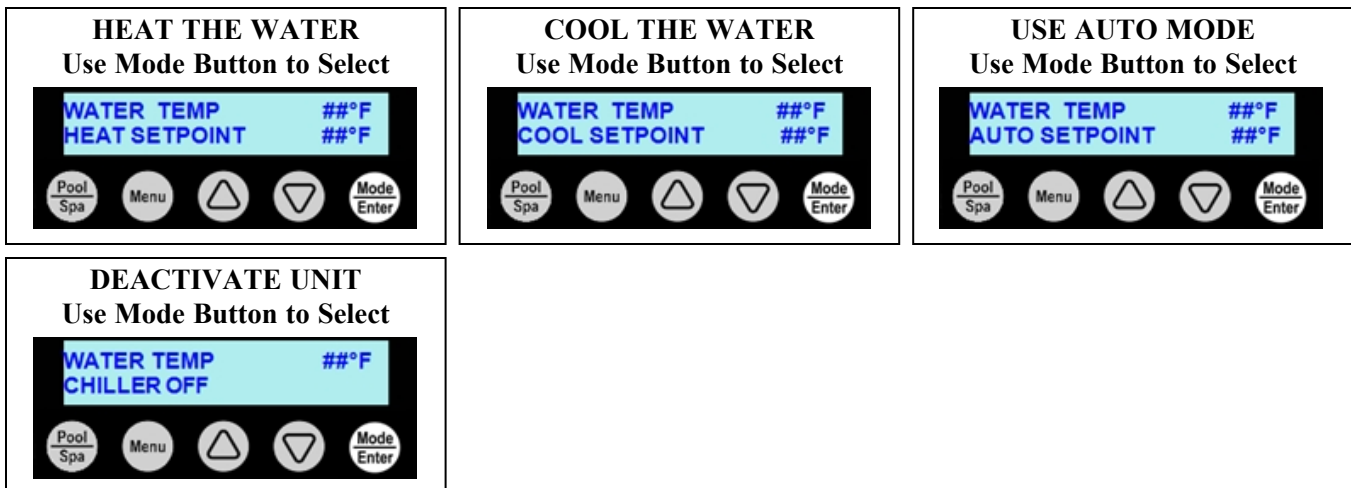 HEAT THE WATER
Use Mode Button to Select
WATER TEMP ##°F
HEAT SETPOINT ##°F
Pool
Spa
Menu
Mode
Enter
COOL THE WATER
Use Mode Button to Select
WATER TEMP ##°F
COOL SETPOINT ##°F
Pool
Spa
Menu
Mode
Enter
USE AUTO MODE
Use Mode Button to Select
WATER TEMP ##°F
AUTO SETPOINT ##°F
Pool
Spa
Menu
Mode
Enter
DEACTIVATE UNIT
Use Mode Button to Select
WATER TEMP ##°F
CHILLER OFF
Pool
Spa
Menu
Mode
Enter